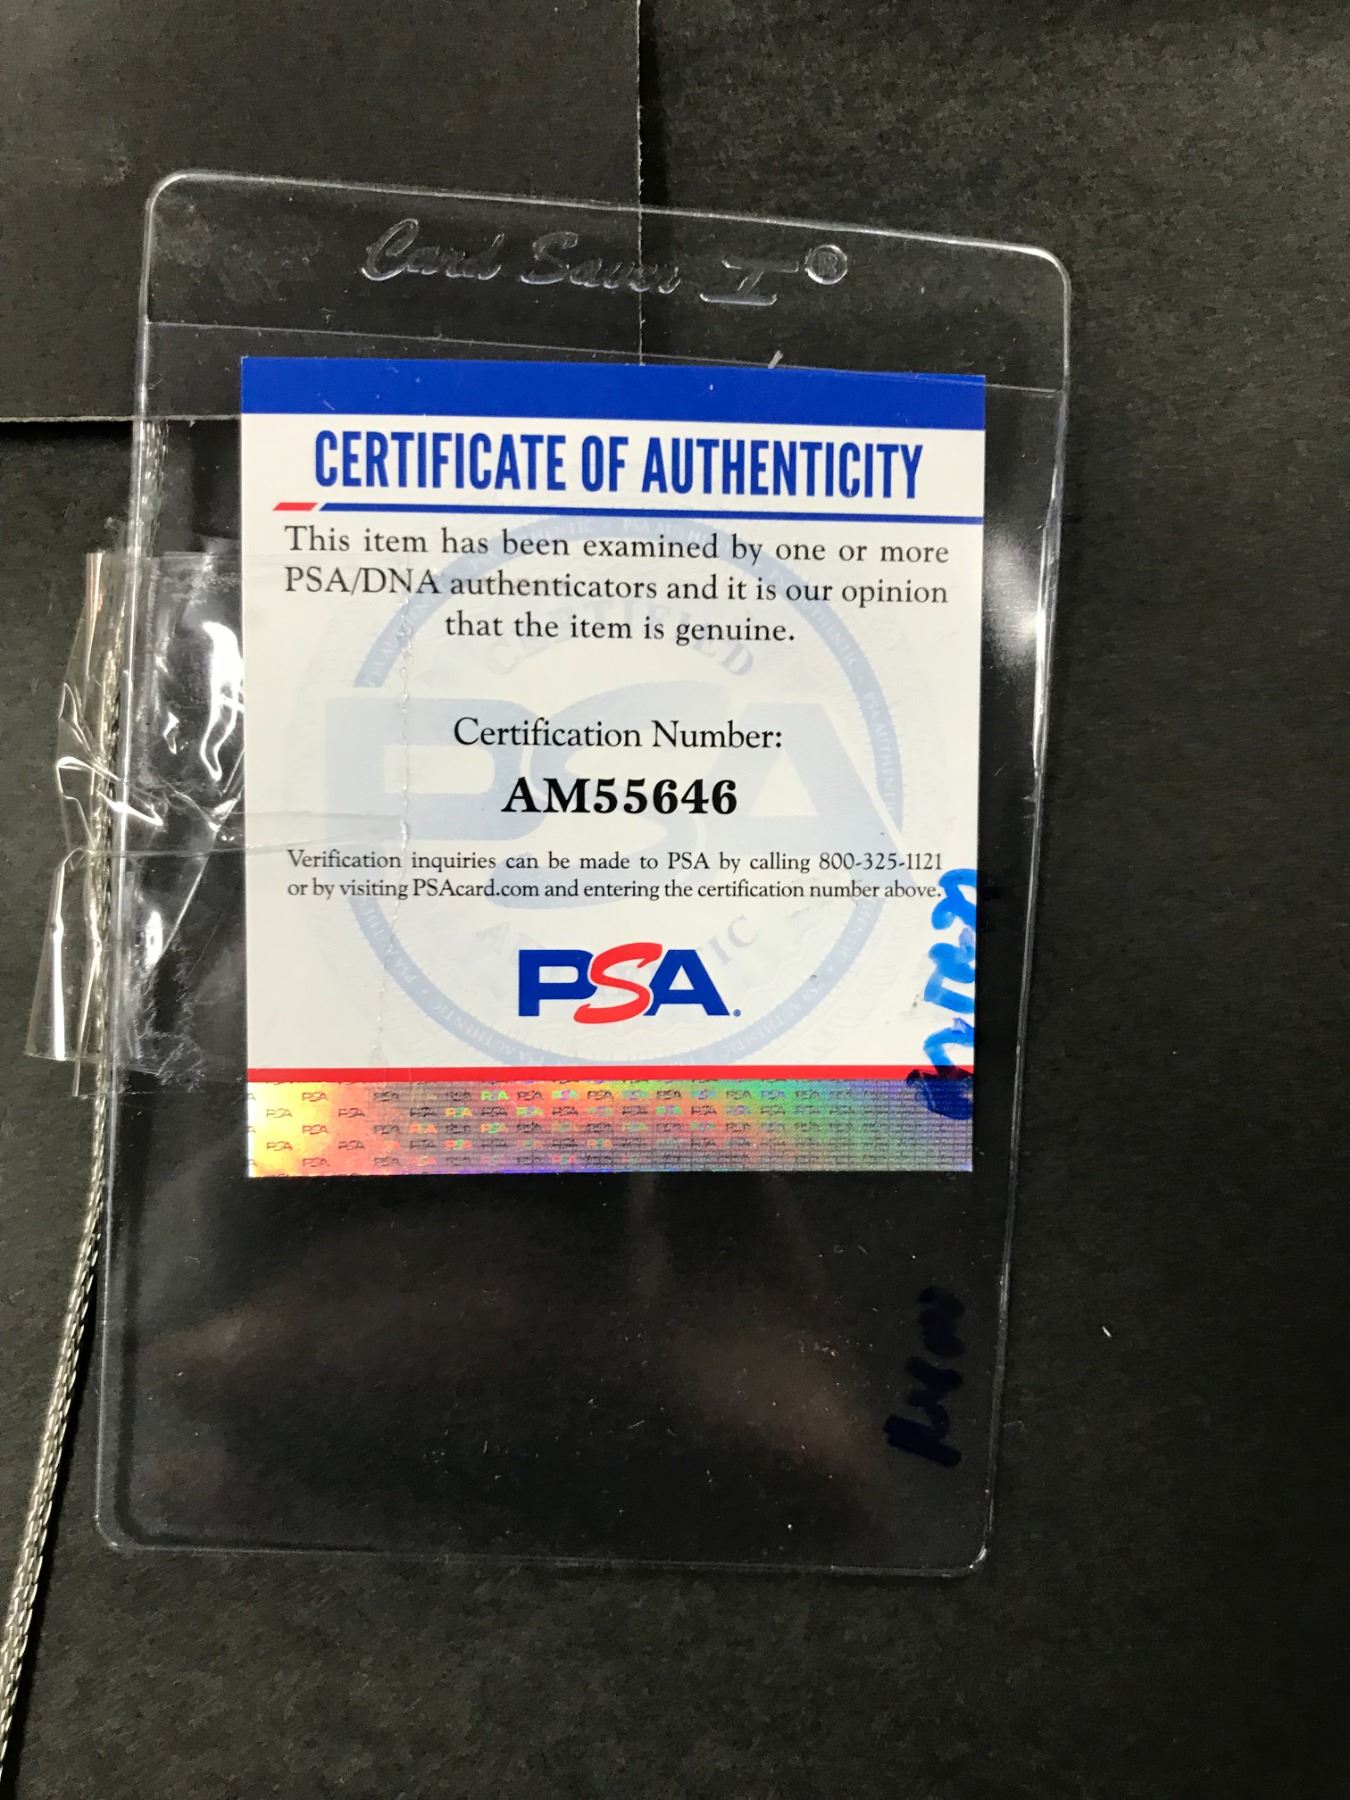 Card Saver I®
CERTIFICATE OF AUTHENTICITY
This item has been examined by one or more
PSA/DNA authenticators and it is our opinion
that the item is genuine.
Certification Number:
AM55646
Verification inquiries can be made to PSA by calling 800-325-1121
or by visiting PSAcard.com and entering the certification number above.
PSA